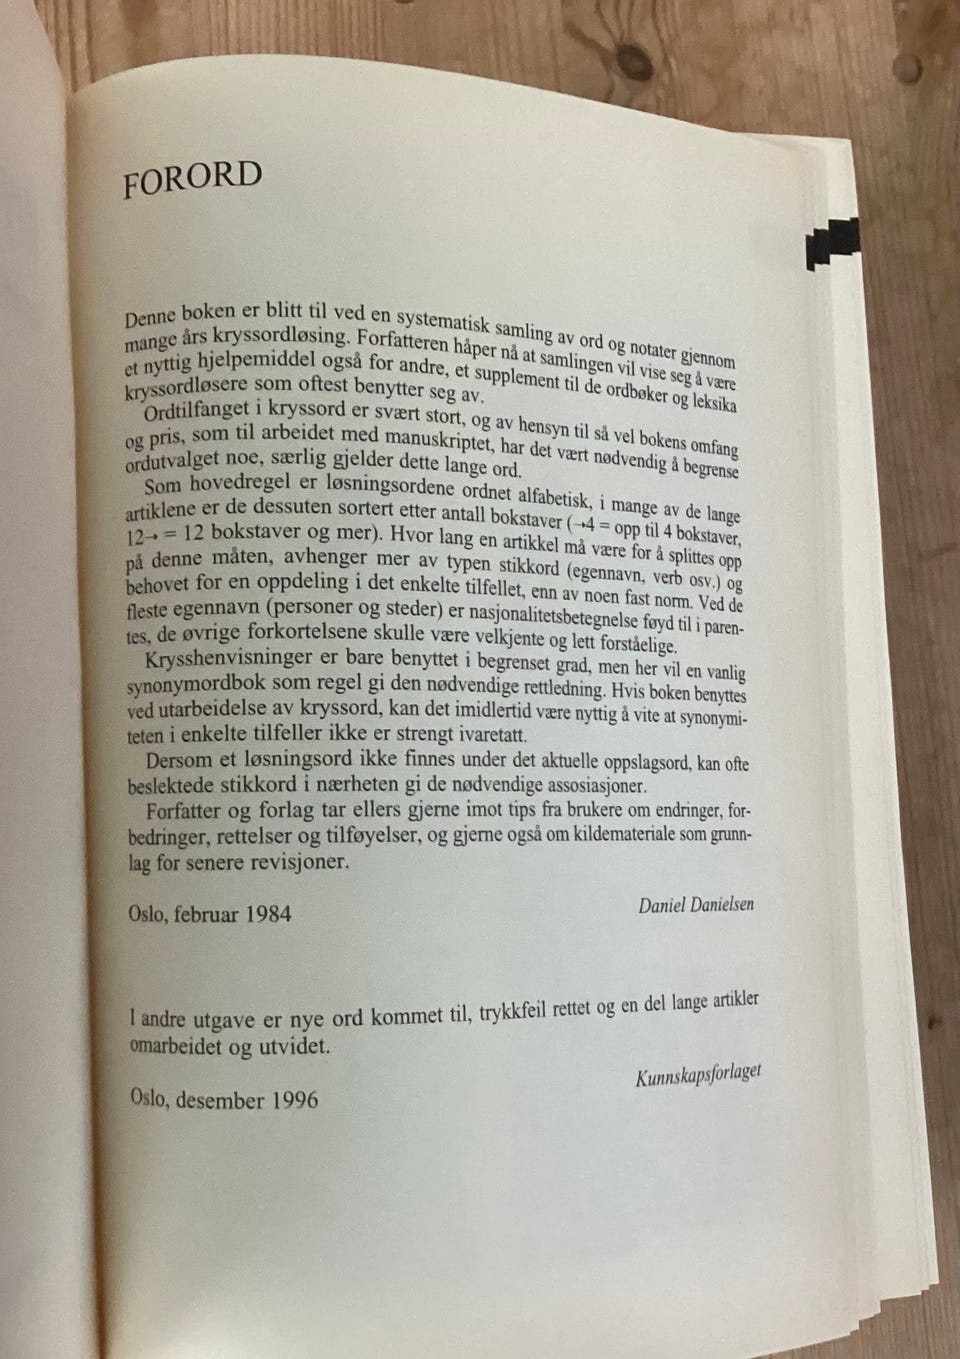 FORORD
Denne boken er blitt til ved en systematisk samling av ord og notater gjennom
mange års kryssordløsing. Forfatteren håper nå at samlingen vil vise seg å være
et nyttig hjelpemiddel også for andre, et supplement til de ordbøker og leksika
kryssordløsere som oftest benytter seg av.
Ordtilfanget i kryssord er svært stort, og av hensyn til så vel bokens omfang
og pris, som til arbeidet med manuskriptet, har det vært nødvendig å begrense
ordutvalget noe, særlig gjelder dette lange ord.
Som hovedregel er løsningsordene ordnet alfabetisk, i mange av de lange
artiklene er de dessuten sortert etter antall bokstaver (→4 = opp til 4 bokstaver,
12→ = 12 bokstaver og mer). Hvor lang en artikkel må være for å splittes opp
på denne måten, avhenger mer av typen stikkord (egennavn, verb osv.) og
behovet for en oppdeling i det enkelte tilfellet, enn av noen fast norm. Ved de
fleste egennavn (personer og steder) er nasjonalitetsbetegnelse føyd til i paren-
tes, de øvrige forkortelsene skulle være velkjente og lett forståelige.
Krysshenvisninger er bare benyttet i begrenset grad, men her vil en vanlig
synonymordbok som regel gi den nødvendige rettledning. Hvis boken benyttes
ved utarbeidelse av kryssord, kan det imidlertid være nyttig å vite at synonymi-
teten i enkelte tilfeller ikke er strengt ivaretatt.
Dersom et løsningsord ikke finnes under det aktuelle oppslagsord, kan ofte
beslektede stikkord i nærheten gi de nødvendige assosiasjoner.
Forfatter og forlag tar ellers gjerne imot tips fra brukere om endringer, for-
bedringer, rettelser og tilføyelser, og gjerne også om kildemateriale som grunn-
lag for senere revisjoner.
Oslo, februar 1984
Daniel Danielsen
I andre utgave er nye ord kommet til, trykkfeil rettet og en del lange artikler
omarbeidet og utvidet.
Kunnskapsforlaget
Oslo, desember 1996